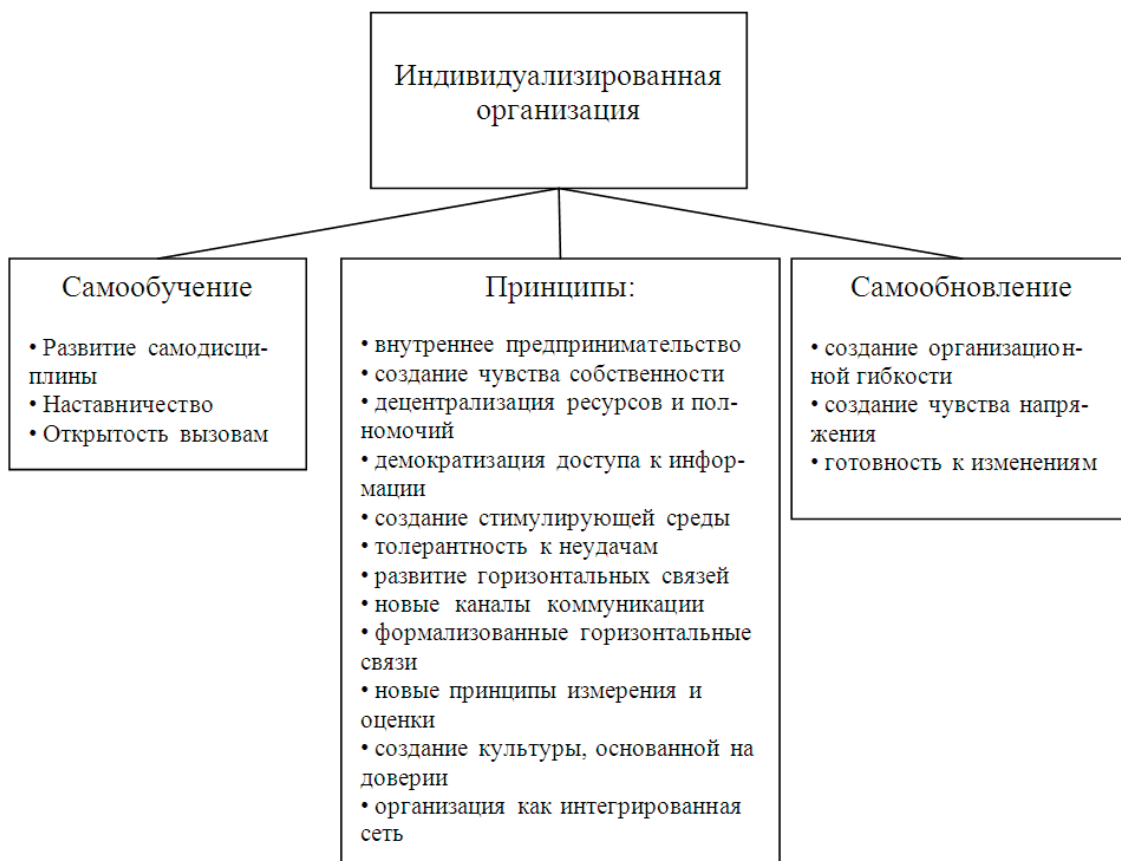 Индивидуализированная
организация
Самообучение
• Развитие самодисци-
плины
• Наставничество
• Открытость вызовам
Принципы:
• внутреннее предпринимательство
• создание чувства собственности
• децентрализация ресурсов и пол-
номочий
• демократизация доступа к инфор-
мации
• создание стимулирующей среды
• толерантность к неудачам
• развитие горизонтальных связей
• новые каналы коммуникации
• формализованные горизонтальные
связи
• новые принципы измерения и
оценки
• создание культуры, основанной на
доверии
• организация как интегрированная
сеть
Самообновление
• создание организацион-
ной гибкости
• создание чувства напря-
жения
• готовность к изменениям